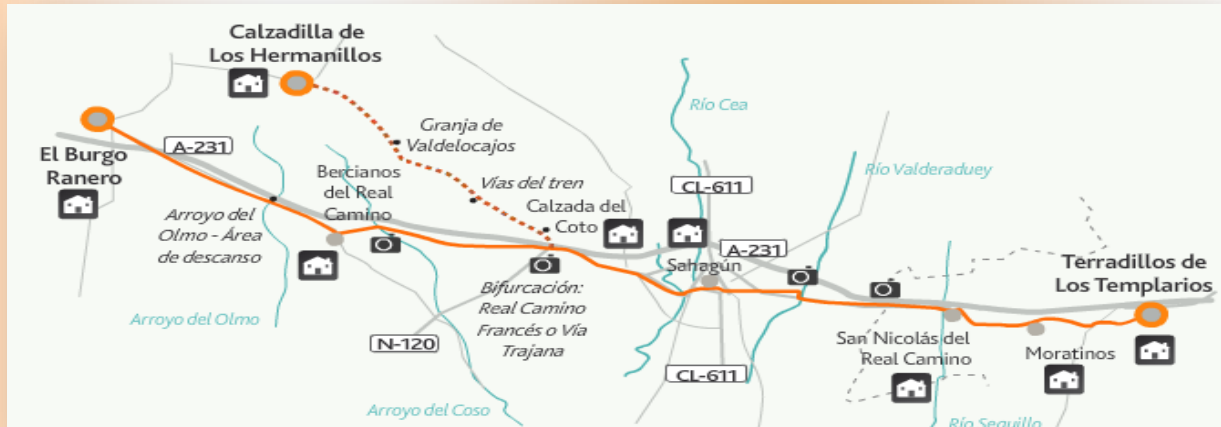 Calzadilla de
Los Hermanillos
El Burgo
Ranero
A-231
Granja de
Valdelocajos
Bercianos
del Real
Camino
Vías del tren
Calzada del
Coto
Arroyo del
Olmo - Área
de descanso
Arroyo del Olmo
Bifurcación:
Real Camino
Francés o Vía
Trajana
N-120
Arroyo del Coso
Río Cea
CL-611
A-231
Sahagún
CL-611
Río Valderaduey
Terradillos de
Los Templarios
San Nicolás del
Real Camino
Moratinos
Río Sequillo